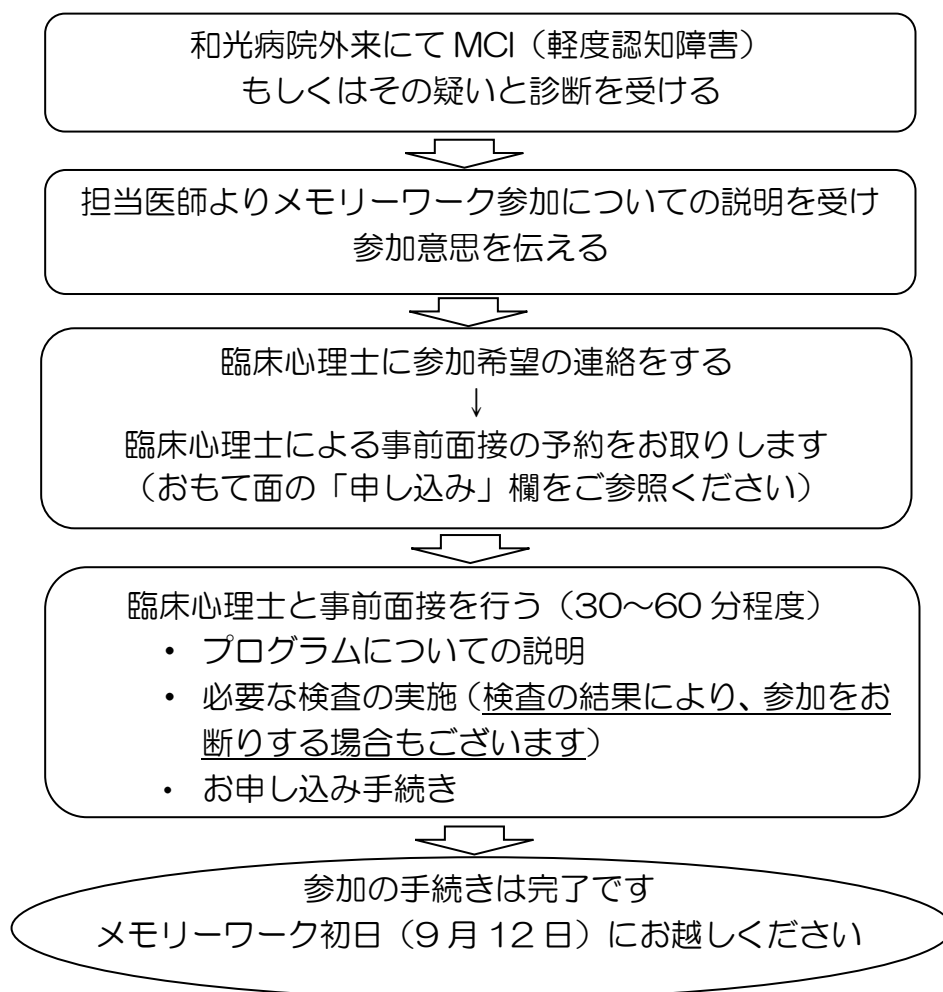 和光病院外来にて MCI（軽度認知障害）
もしくはその疑いと診断を受ける
担当医師よりメモリーワーク参加についての説明を受け
参加意思を伝える
臨床心理士に参加希望の連絡をする
↓
臨床心理士による事前面接の予約をお取りします
（おもて面の「申し込み」欄をご参照ください）
臨床心理士と事前面接を行う（30～60 分程度）
・ プログラムについての説明
・ 必要な検査の実施（検査の結果により、参加をお
断りする場合もございます）
・ お申し込み手続き
参加の手続きは完了です
メモリーワーク初日（9 月 12 日）にお越しください